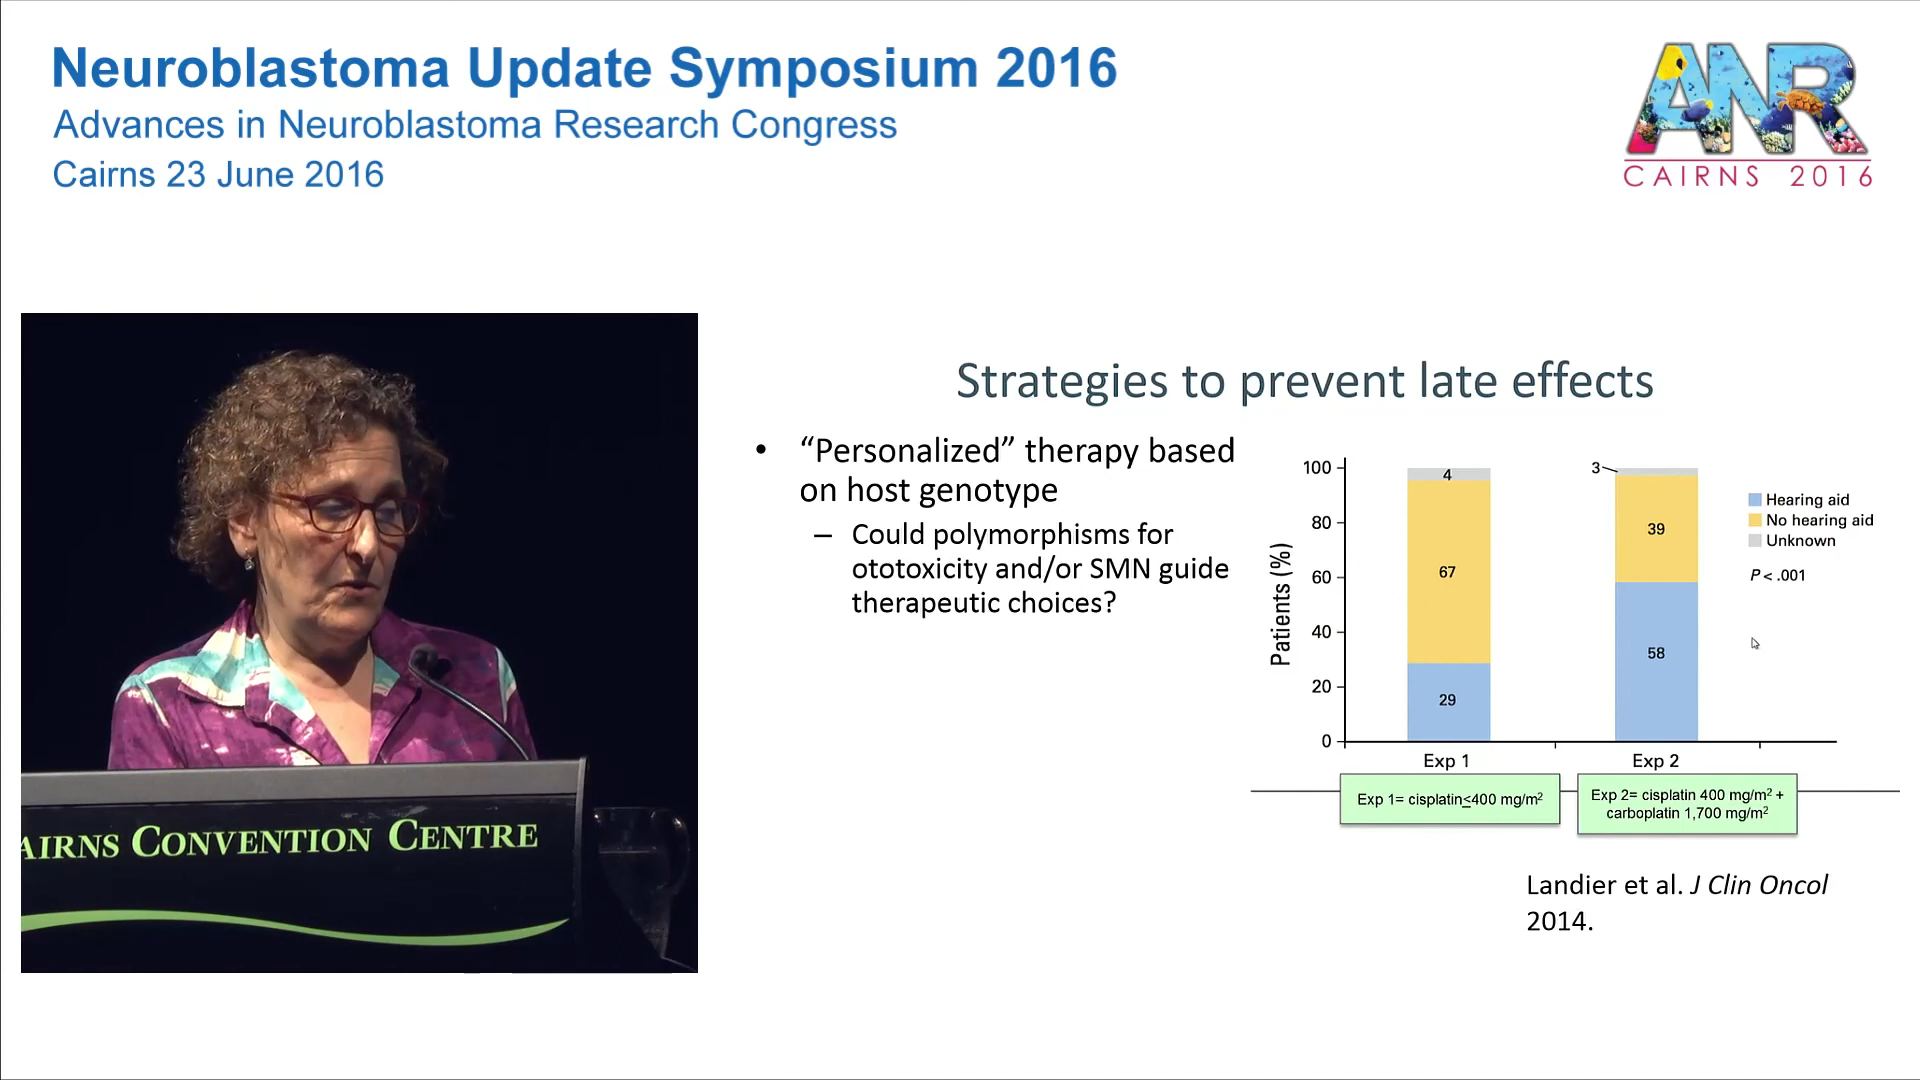 Neuroblastoma Update Symposium 2016
Advances in Neuroblastoma Research Congress
Cairns 23 June 2016
ANR
CAIRNS 2016
AIRNS CONVENTION CENTRE
Strategies to prevent late effects
• “Personalized” therapy based
on host genotype
– Could polymorphisms for
ototoxicity and/or SMN guide
therapeutic choices?
Patients (%)
100
80
60
40
20
0
4
67
29
3
39
58
Exp 1
Exp 2
Hearing aid
No hearing aid
Unknown
P < .001
Exp 1= cisplatin≤400 mg/m²
Exp 2= cisplatin 400 mg/m² +
carboplatin 1,700 mg/m²
Landier et al. J Clin Oncol
2014.